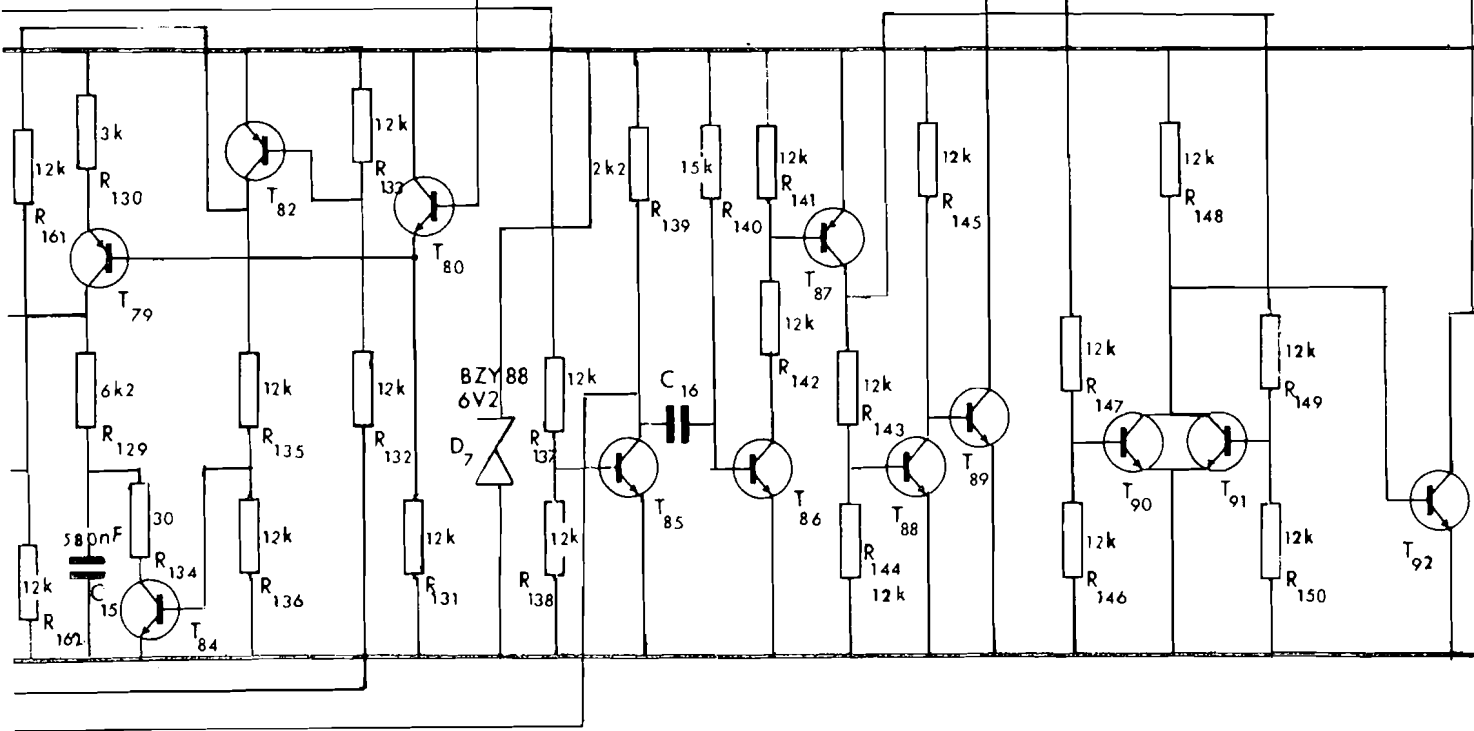 3k
R130
12k
R161
T79
6k2
R129
580nF
C15
12k
R162
30
R134
T84
T82
12k
R133
T80
12k
R135
12k
R136
12k
R132
12k
R131
BZY88
6V2
D7
12k
R137
12k
R138
2k2
R139
T85
C16
15k
R140
T86
12k
R141
12k
R142
T87
12k
R143
R144
12k
T88
12k
R145
T89
12k
R147
12k
R146
T90
12k
R148
T91
12k
R149
12k
R150
T92